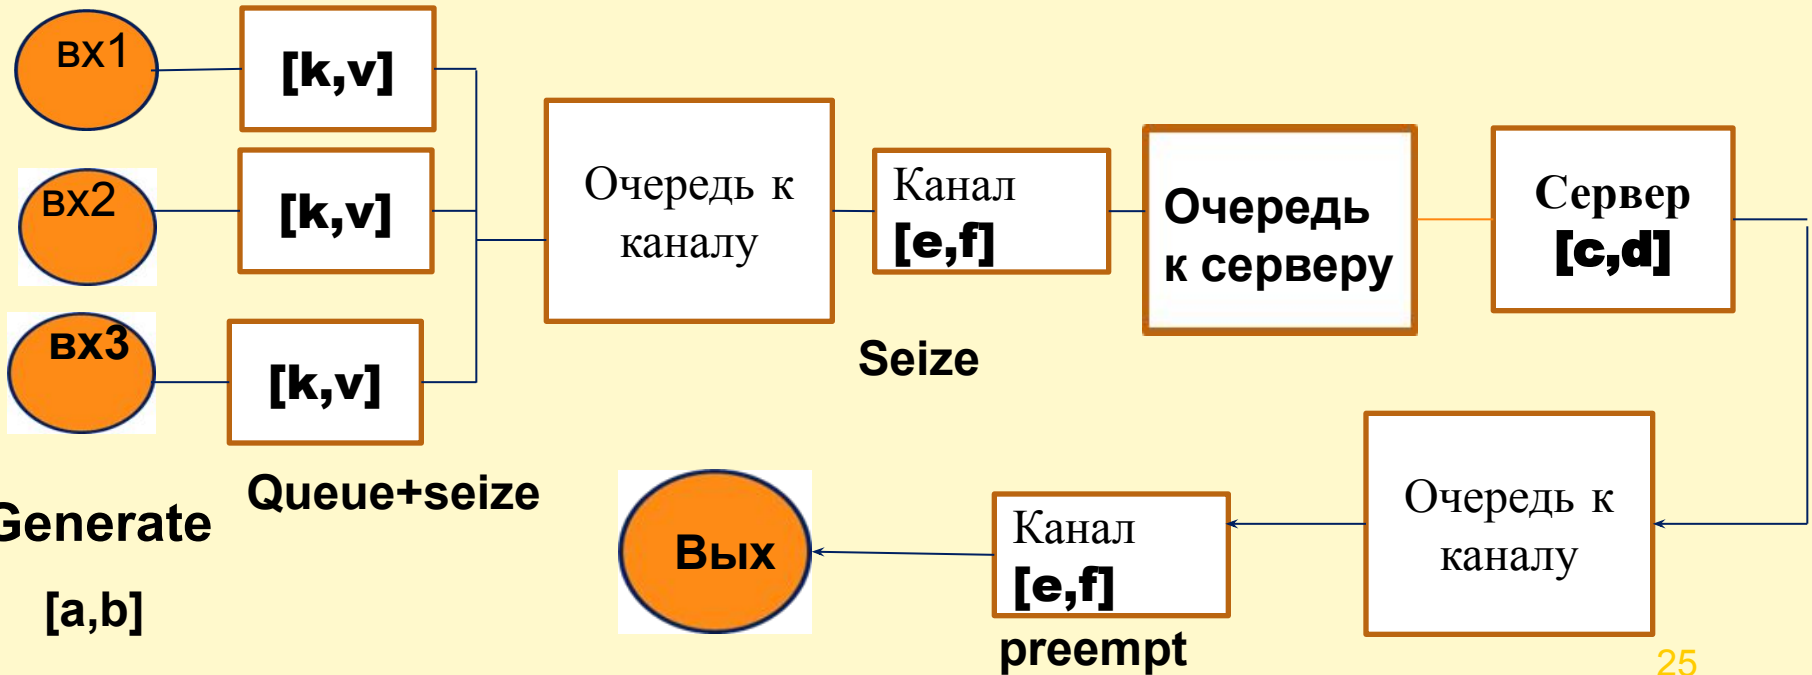 вх1
[k,v]
вх2
[k,v]
вх3
[k,v]
Очередь к
каналу
Канал
[e,f]
Очередь
к серверу
Сервер
[c,d]
Seize
Queue+seize
Generate
[a,b]
Вых
Канал
[e,f]
preempt
Очередь к
каналу
25